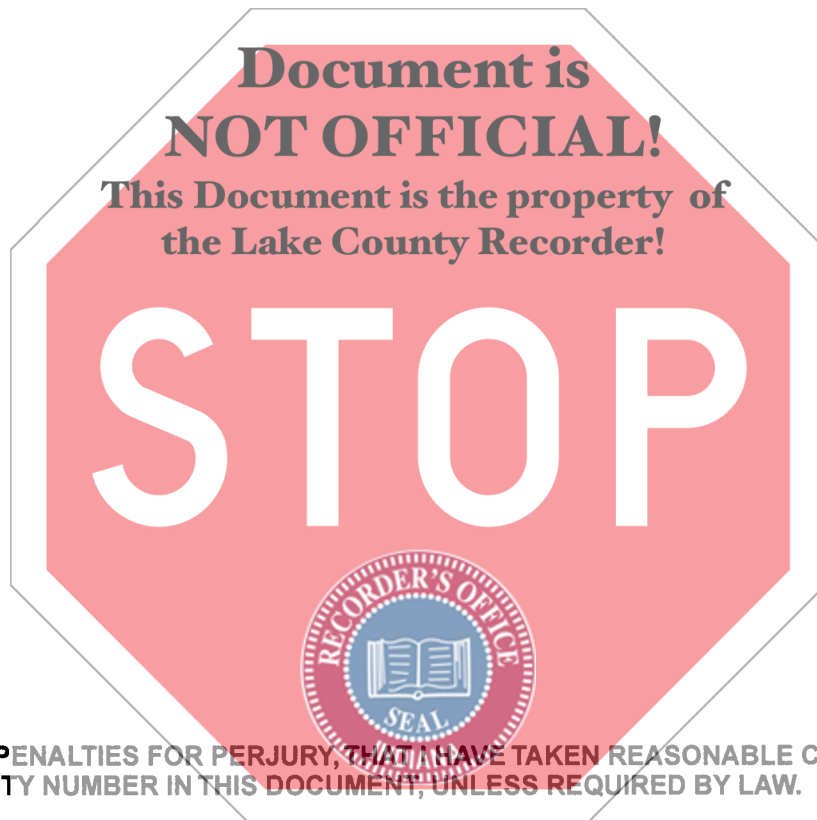 Document is
NOT OFFICIAL!
This Document is the property of
the Lake County Recorder!
STOP
RECORDER'S OFFICE
SEAL
PENALTIES FOR PERJURY, THAT I HAVE TAKEN REASONABLE C
TY NUMBER IN THIS DOCUMENT, UNLESS REQUIRED BY LAW.